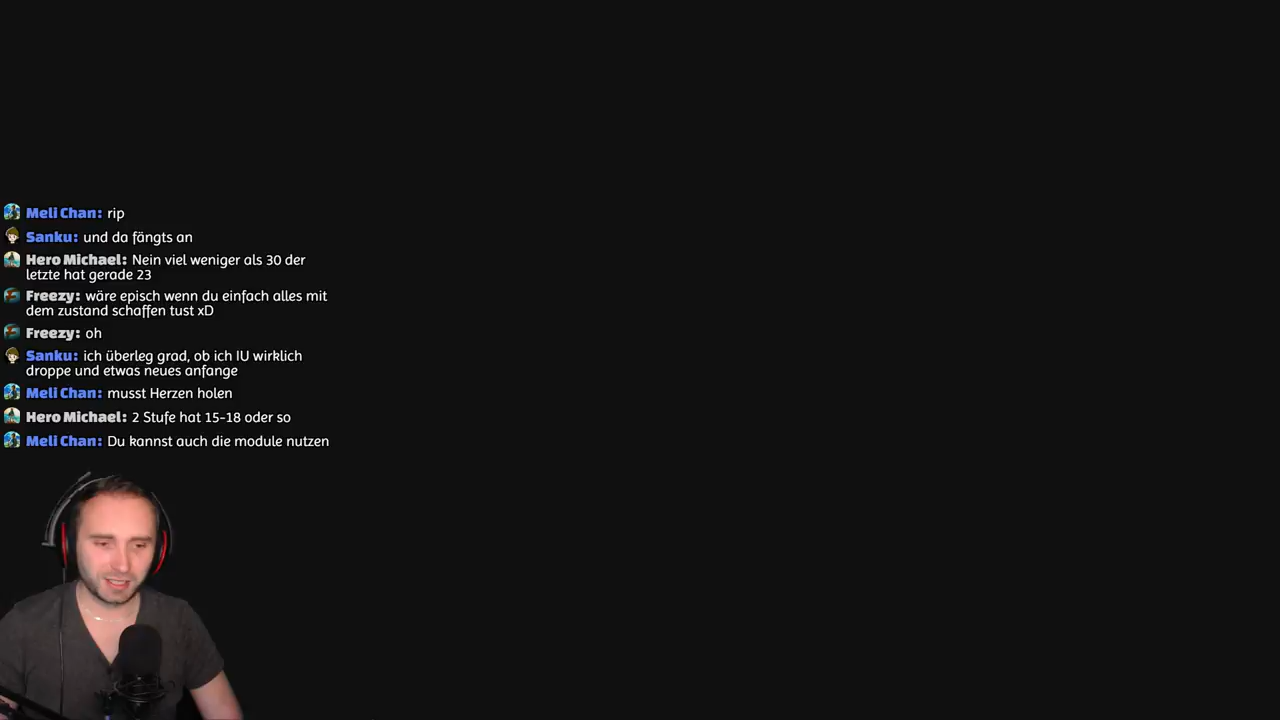 Meli Chan: rip
Sanku: und da fängts an
Hero Michael: Nein viel weniger als 30 der
letzte hat gerade 23
Freezy: wäre episch wenn du einfach alles mit
dem zustand schaffen tust xD
Freezy: oh
Sanku: ich überleg grad, ob ich IU wirklich
droppe und etwas neues anfange
Meli Chan: musst Herzen holen
Hero Michael: 2 Stufe hat 15-18 oder so
Meli Chan: Du kannst auch die module nutzen